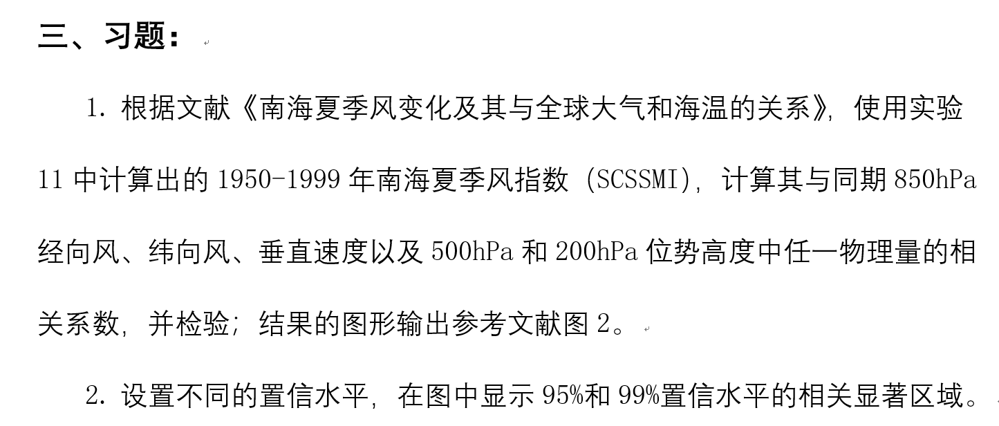 三、习题：
1. 根据文献《南海夏季风变化及其与全球大气和海温的关系》，使用实验
11 中计算出的 1950-1999 年南海夏季风指数（SCSSMI），计算其与同期 850hPa
经向风、纬向风、垂直速度以及 500hPa 和 200hPa 位势高度中任一物理量的相
关系数，并检验；结果的图形输出参考文献图 2。
2. 设置不同的置信水平，在图中显示 95%和 99%置信水平的相关显著区域。